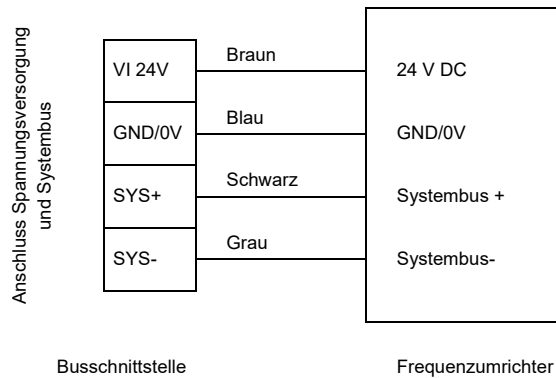 Anschluss Spannungsversorgung
und Systembus
VI 24V
Braun
24 V DC
GND/0V
Blau
GND/0V
SYS+
Schwarz
Systembus +
SYS-
Grau
Systembus-
Busschnittstelle
Frequenzumrichter